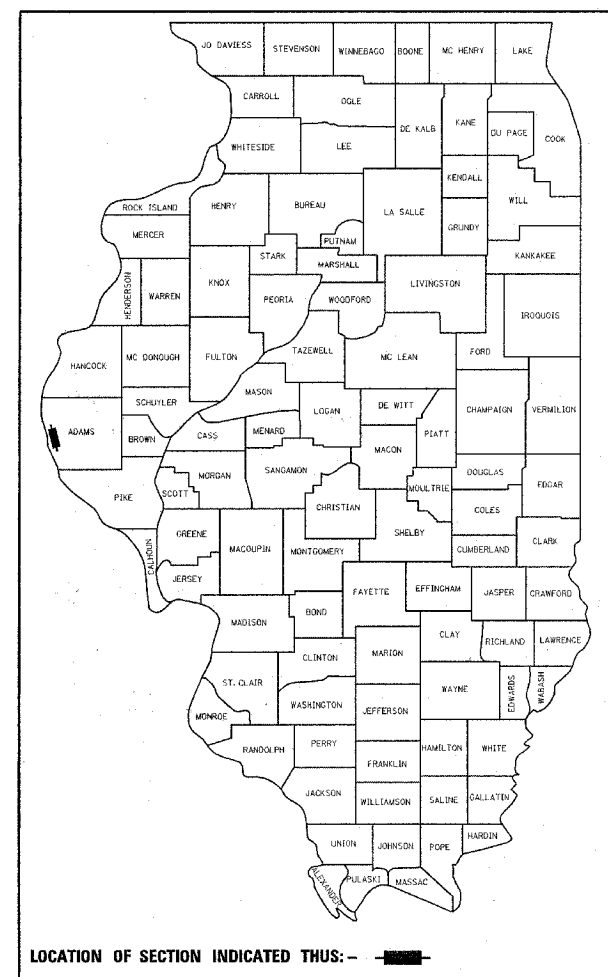 JO DAVIESS STEVENSON WINNEBAGO BOONE MC HENRY LAKE
CARROLL OGLE DE KALB KANE DU PAGE COOK
WHITESIDE LEE
KENDALL
ROCK ISLAND HENRY BUREAU LA SALLE GRUNDY WILL
MERCER PUTNAM
STARK MARSHALL KANKAKEE
HENDERSON WARREN KNOX PEORIA WOODFORD LIVINGSTON IROQUOIS
HANCOCK MC DONOUGH FULTON TAZEWELL MC LEAN FORD
MASON
SCHUYLER LOGAN DE WITT CHAMPAIGN VERMILION
ADAMS BROWN CASS MENARD MACON PIATT
PIKE SCOTT MORGAN SANGAMON MOULTRIE DOUGLAS EDGAR
CHRISTIAN COLES
CALHOUN GREENE MACOUPIN MONTGOMERY SHELBY CUMBERLAND CLARK
JERSEY
MADISON BOND FAYETTE EFFINGHAM JASPER CRAWFORD
CLINTON MARION CLAY RICHLAND LAWRENCE
ST. CLAIR WASHINGTON JEFFERSON WAYNE EDWARDS WABASH
MONROE
RANDOLPH PERRY FRANKLIN HAMILTON WHITE
JACKSON WILLIAMSON SALINE GALLATIN
UNION JOHNSON POPE HARDIN
ALEXANDER PULASKI MASSAC
LOCATION OF SECTION INDICATED THUS:-